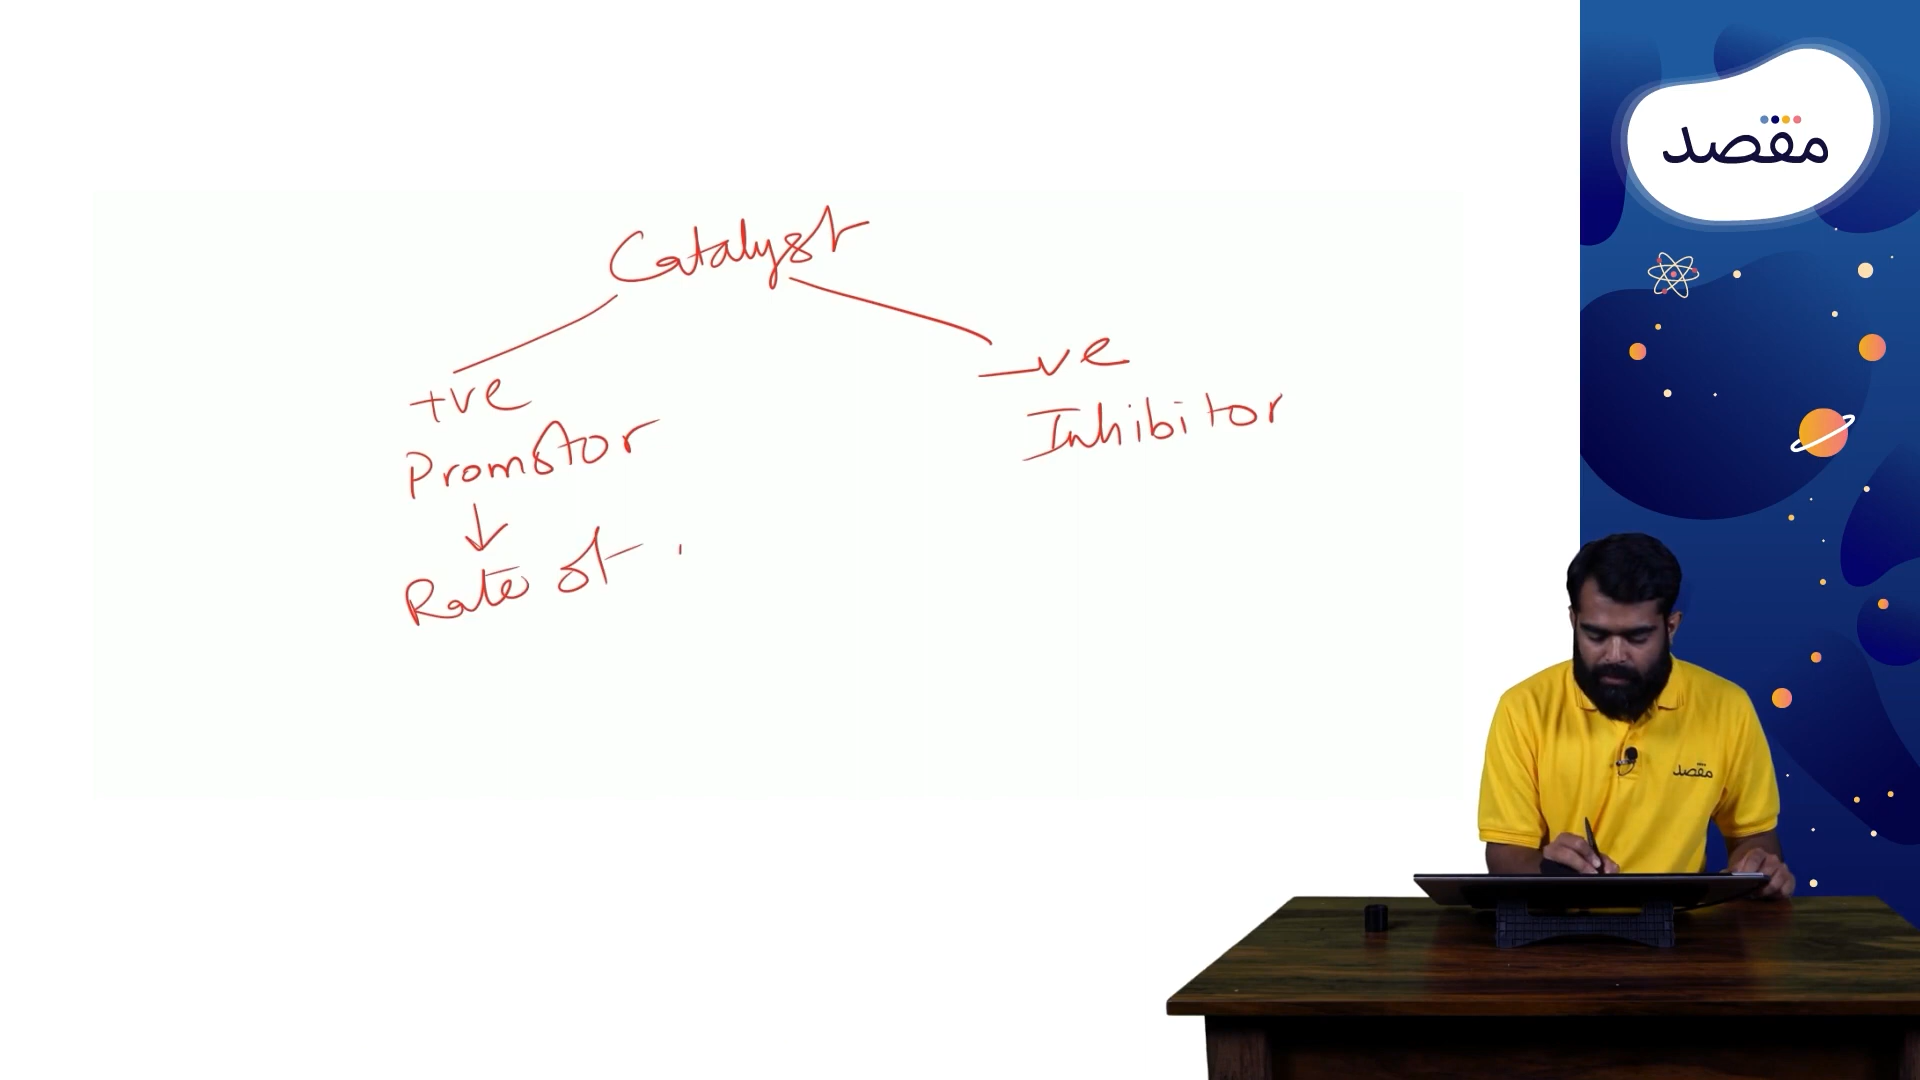 مقصد
Catalyst
+ve
Promotor
↓
Rate of
-ve
Inhibitor
مقصد